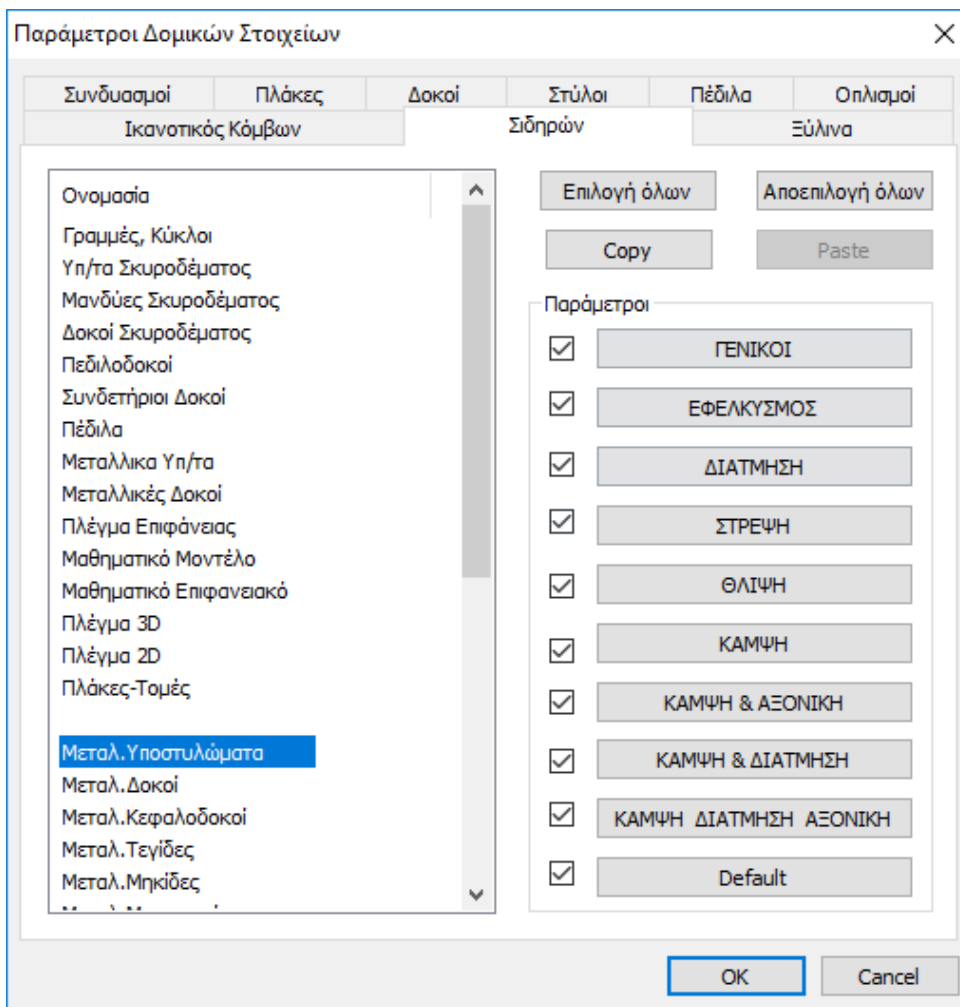 Παράμετροι Δομικών Στοιχείων
Συνδυασμοί Πλάκες Δοκοί Στύλοι Πέδιλα Οπλισμοί
Ικανοτικός Κόμβων Σιδηρών Ξύλινα
Ονομασία
Γραμμές, Κύκλοι
Υπ/τα Σκυροδέματος
Μανδύες Σκυροδέματος
Δοκοί Σκυροδέματος
Πεδιλοδοκοί
Συνδετήριοι Δοκοί
Πέδιλα
Μεταλλικα Υπ/τα
Μεταλλικές Δοκοί
Πλέγμα Επιφάνειας
Μαθηματικό Μοντέλο
Μαθηματικό Επιφανειακό
Πλέγμα 3D
Πλέγμα 2D
Πλάκες-Τομές
Μεταλ.Υποστυλώματα
Μεταλ.Δοκοί
Μεταλ.Κεφαλοδοκοί
Μεταλ.Τεγίδες
Μεταλ.Μηκίδες
Επιλογή όλων Αποεπιλογή όλων
Copy Paste
Παράμετροι
ΓΕΝΙΚΟΙ
ΕΦΕΛΚΥΣΜΟΣ
ΔΙΑΤΜΗΣΗ
ΣΤΡΕΨΗ
ΘΛΙΨΗ
ΚΑΜΨΗ
ΚΑΜΨΗ & ΑΞΟΝΙΚΗ
ΚΑΜΨΗ & ΔΙΑΤΜΗΣΗ
ΚΑΜΨΗ ΔΙΑΤΜΗΣΗ ΑΞΟΝΙΚΗ
Default
OK Cancel